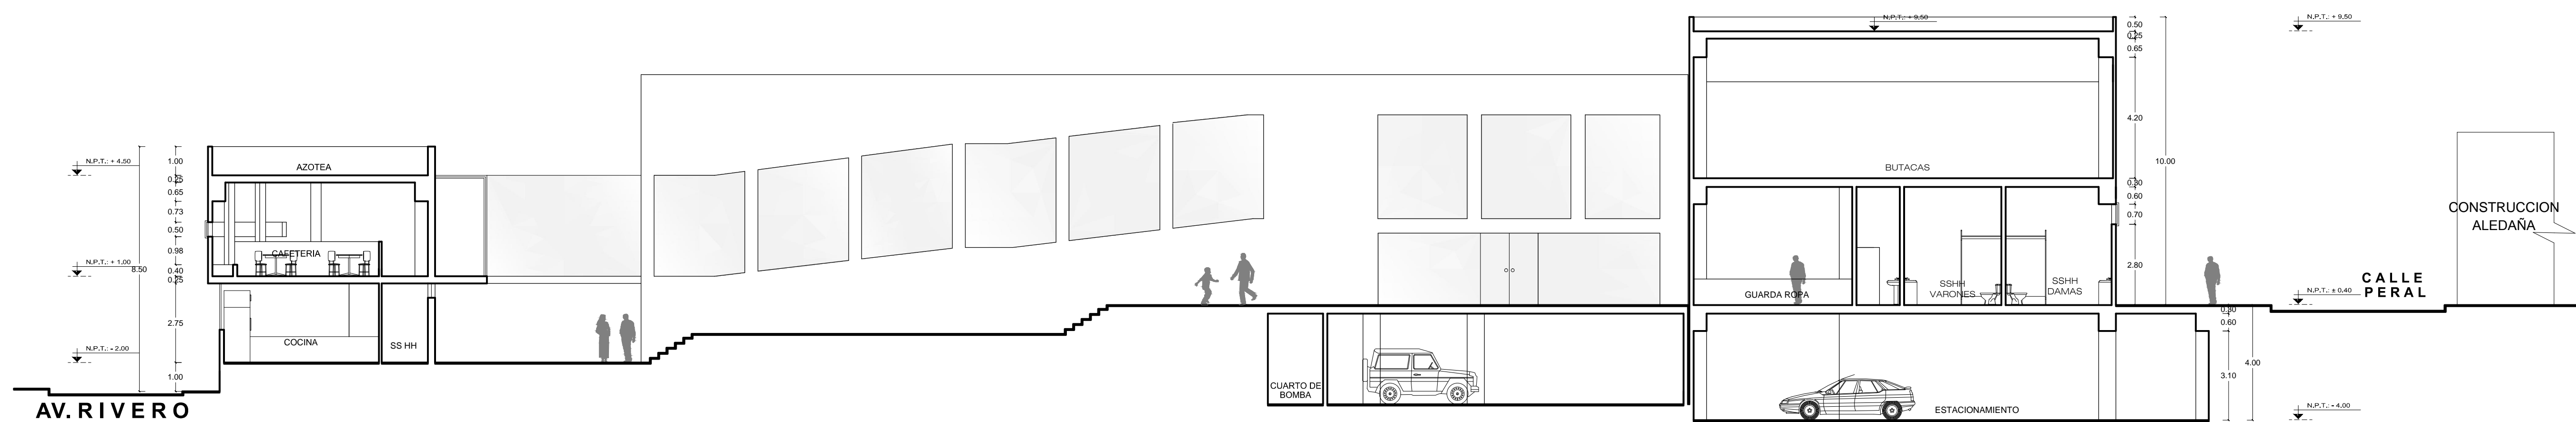 N.P.T.: + 4.50
N.P.T.: + 1.00
N.P.T.: - 2.00
8.50
1.00
0.25
0.65
0.73
0.50
0.98
0.40
0.25
2.75
1.00
AV. RIVERO
AZOTEA
CAFETERIA
COCINA
SS HH
CUARTO DE
BOMBA
N.P.T.: + 9.50
BUTACAS
GUARDA ROPA
SSHH
VARONES
SSHH
DAMAS
ESTACIONAMIENTO
0.50
0.25
0.65
4.20
0.30
0.60
0.70
2.80
10.00
0.30
0.60
3.10
4.00
N.P.T.: + 9.50
N.P.T.: ± 0.40
N.P.T.: - 4.00
CALLE
PERAL
CONSTRUCCION
ALEDAÑA